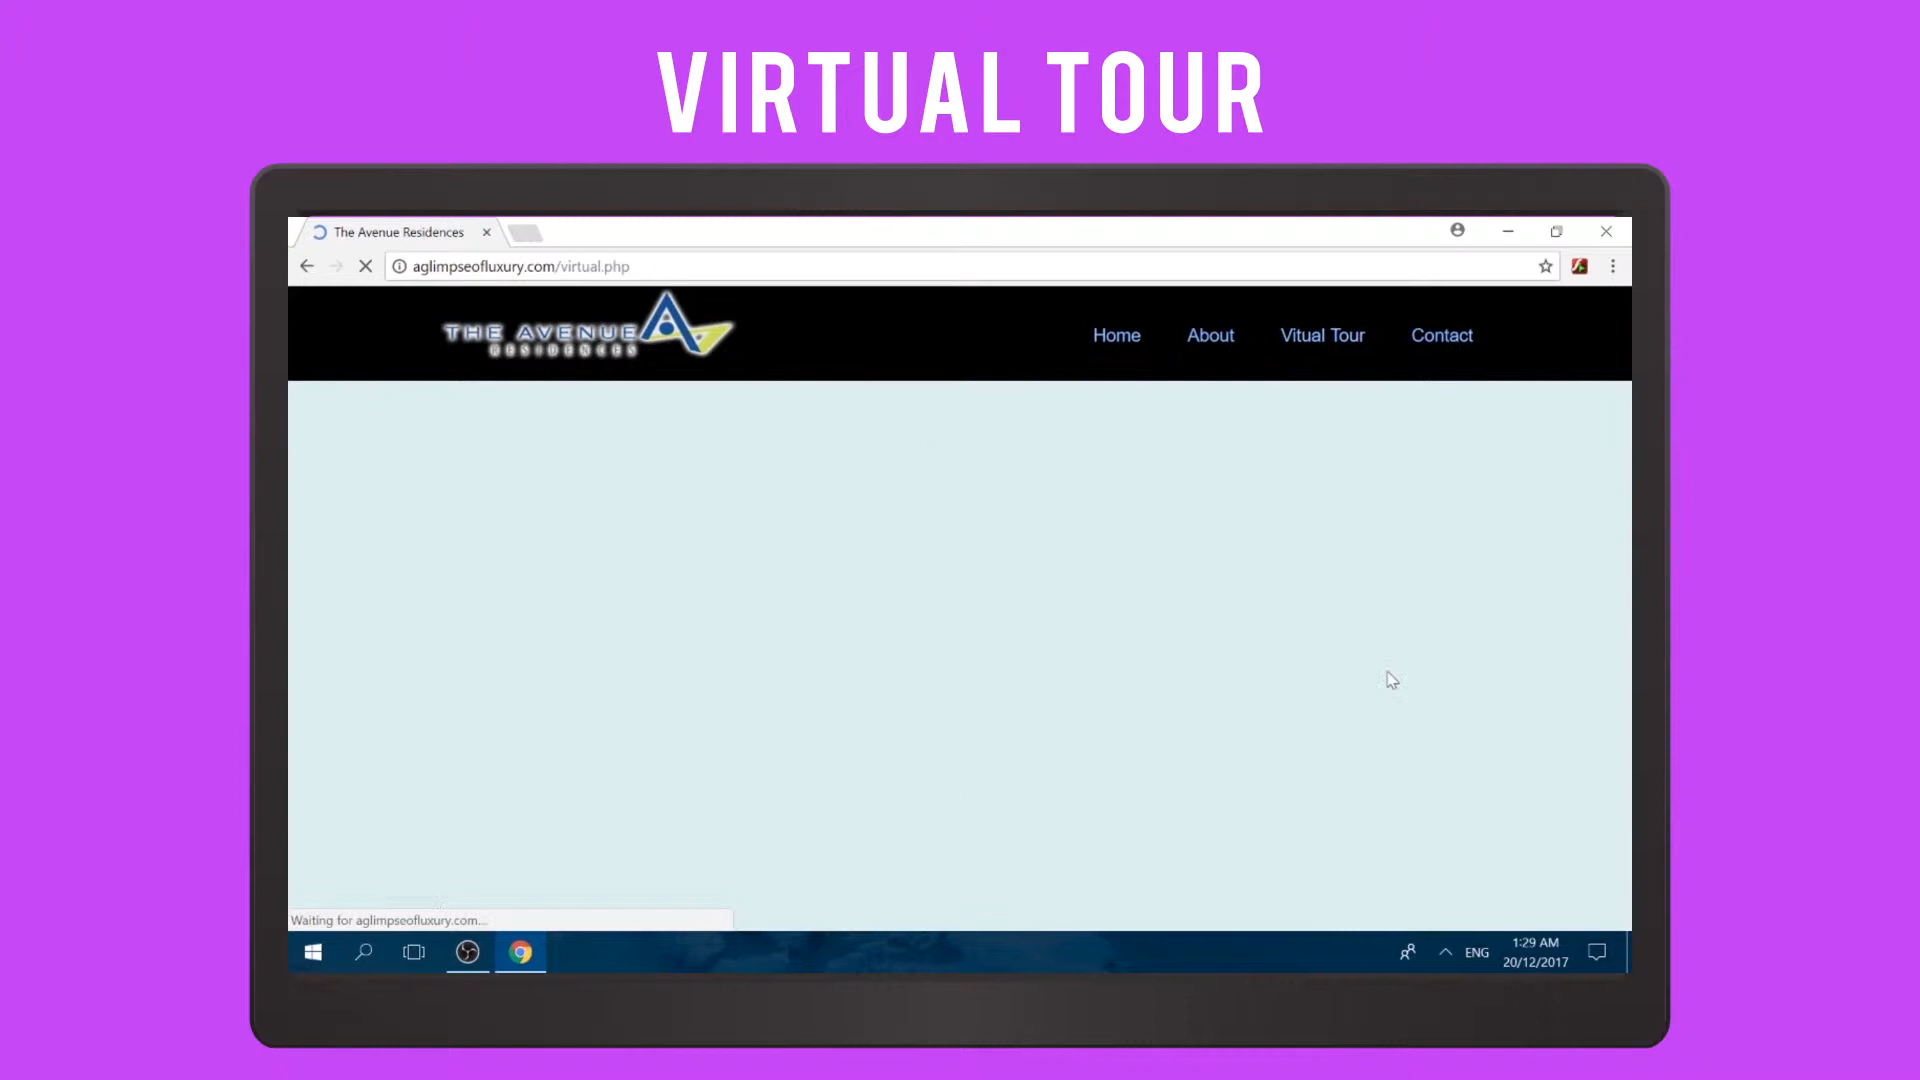 VIRTUAL TOUR
The Avenue Residences
aglimpseofluxury.com/virtual.php
THE AVENUE
RESIDENCES
Home About Vitual Tour Contact
Waiting for aglimpseofluxury.com...
ENG
1:29 AM
20/12/2017